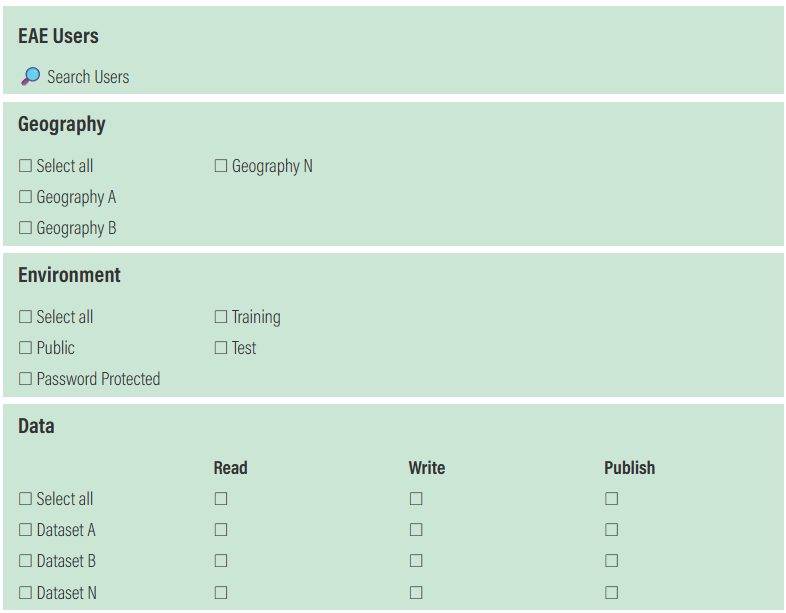 EAE Users
Search Users
Geography
Select all
Geography N
Geography A
Geography B
Environment
Select all
Training
Public
Test
Password Protected
Data
Read Write Publish
Select all
Dataset A
Dataset B
Dataset N